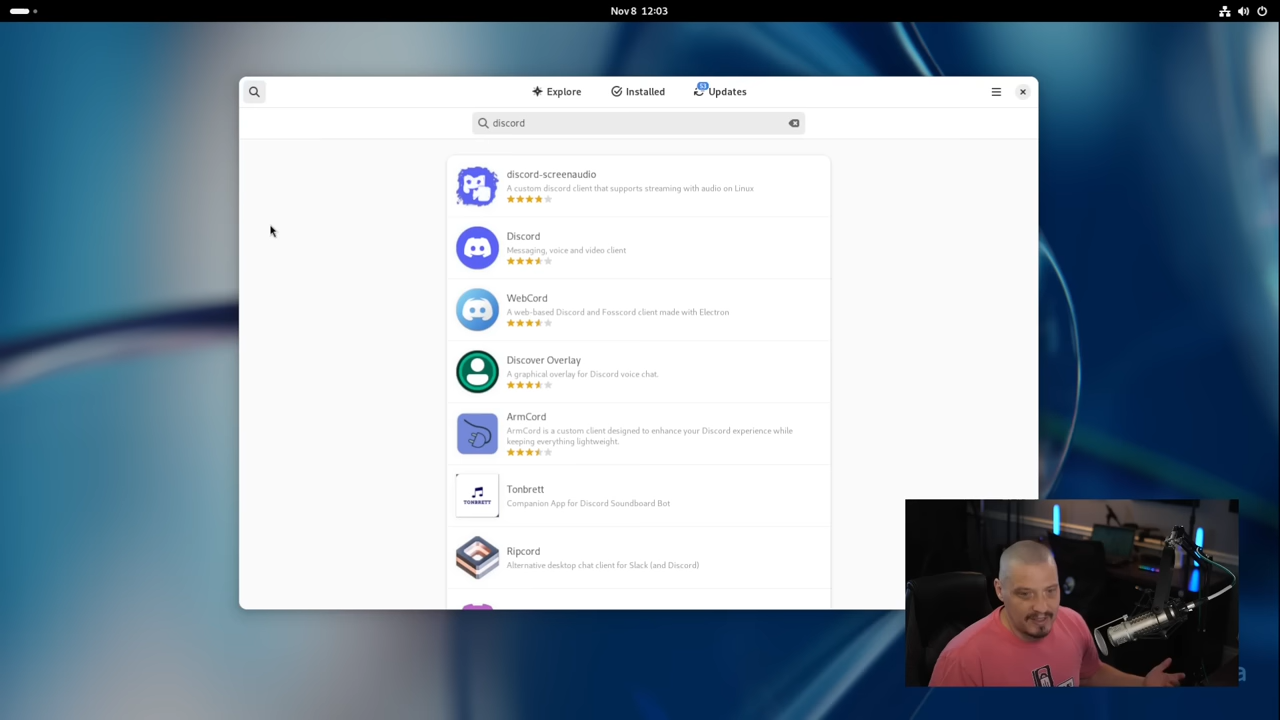 Nov 8 12:03
Explore
Installed
53
Updates
discord
discord-screenaudio
A custom discord client that supports streaming with audio on Linux
Discord
Messaging, voice and video client
WebCord
A web-based Discord and Fosscord client made with Electron
Discover Overlay
A graphical overlay for Discord voice chat.
ArmCord
ArmCord is a custom client designed to enhance your Discord experience while
keeping everything lightweight.
TONBRETT
Tonbrett
Companion App for Discord Soundboard Bot
Ripcord
Alternative desktop chat client for Slack (and Discord)